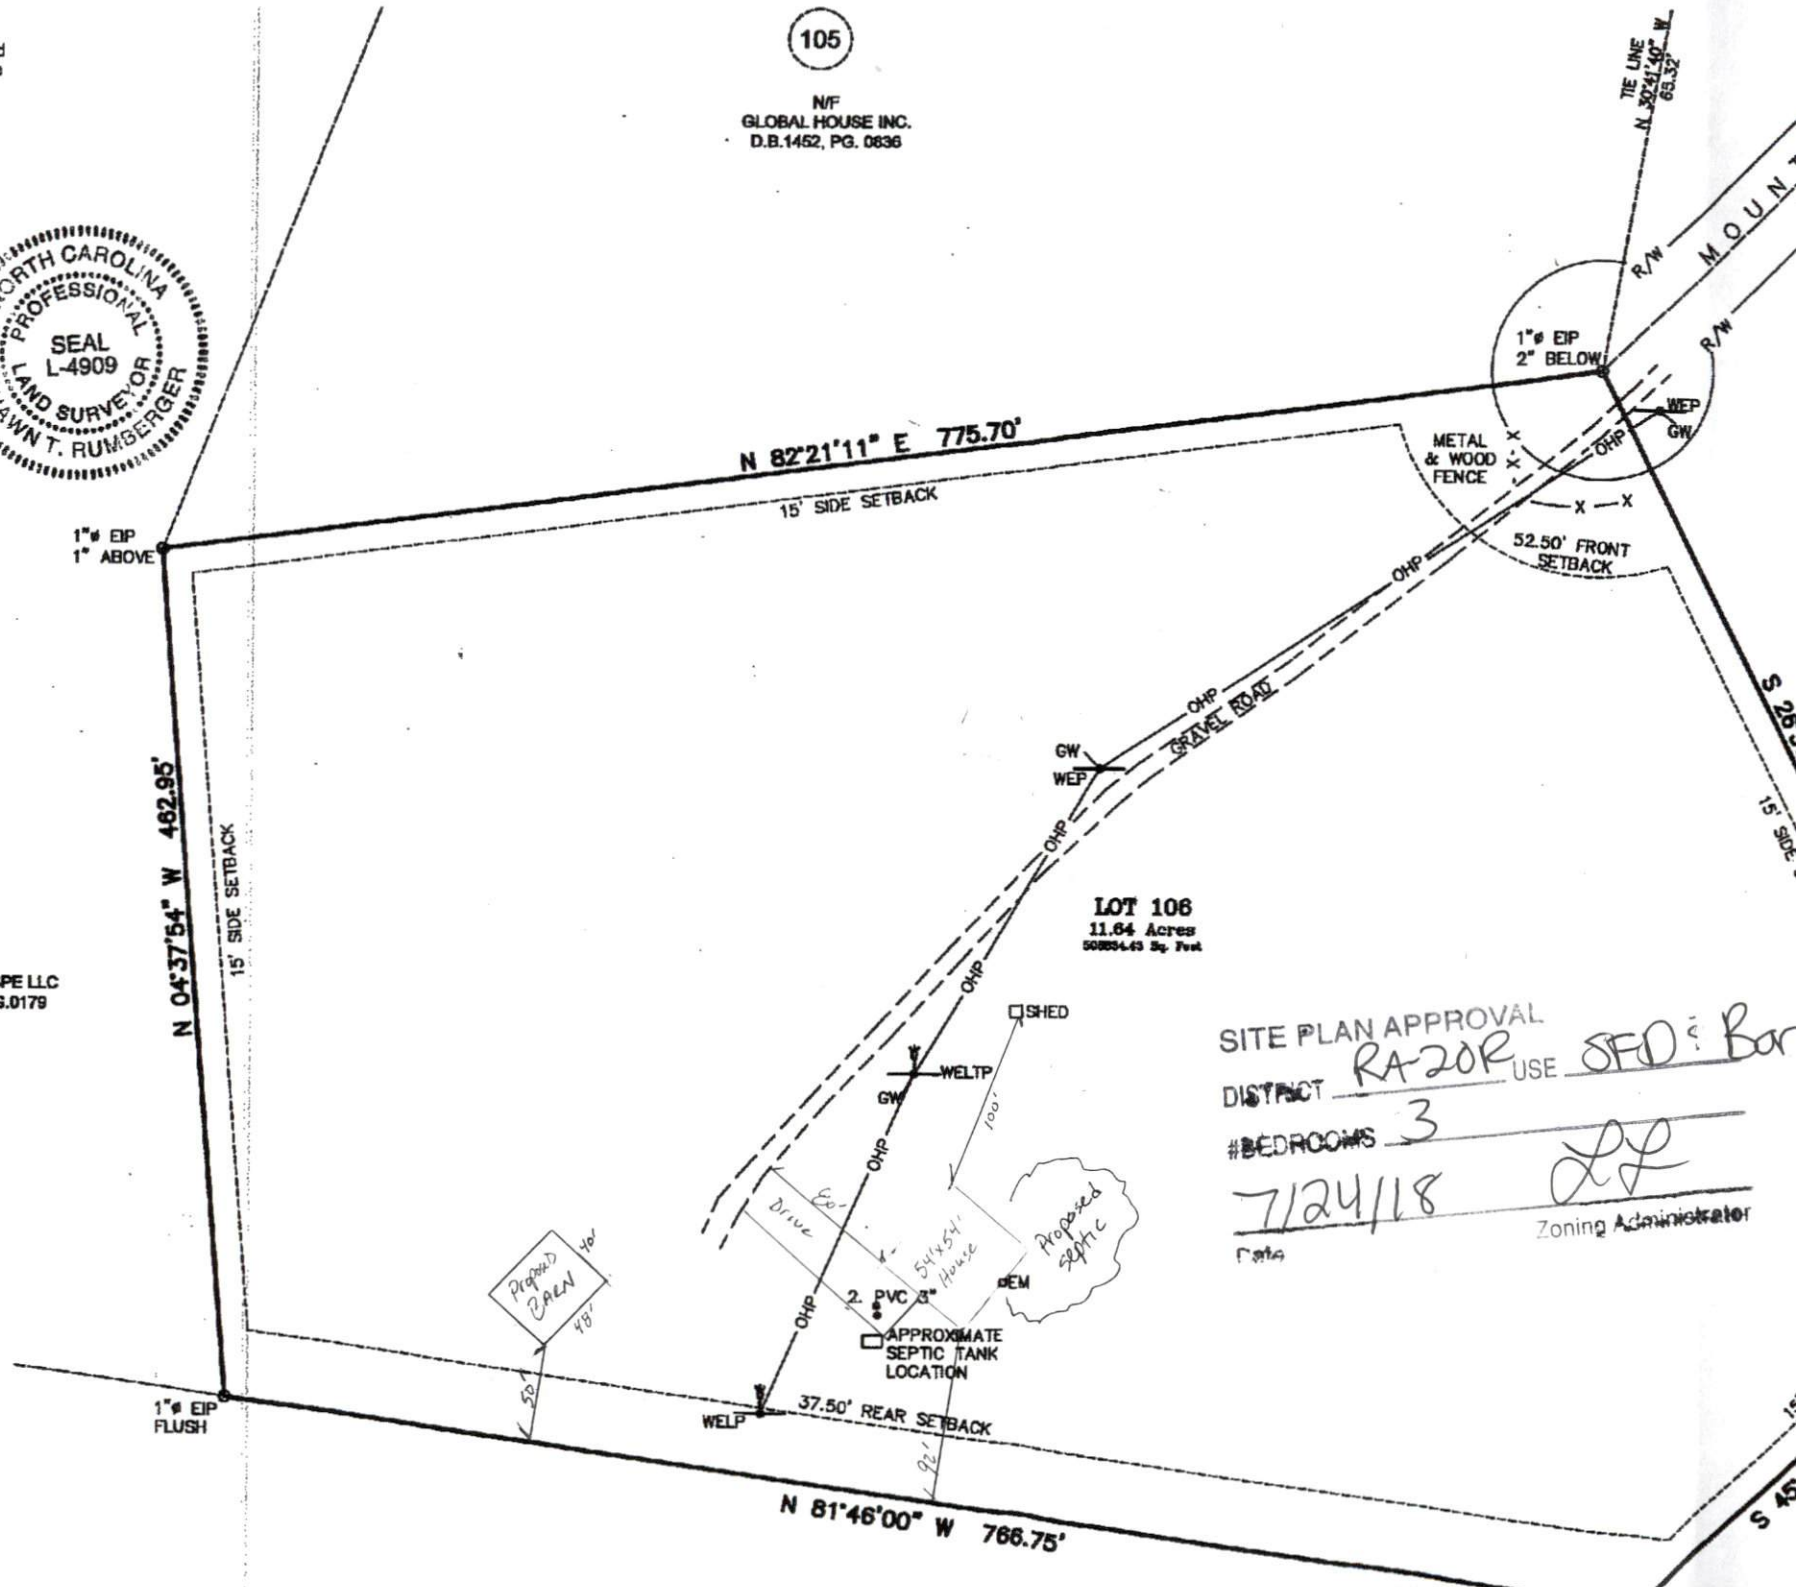 105
N/F
GLOBAL HOUSE INC.
D.B.1452, PG. 0836
TIE LINE
N 30°41'40" W
65.32'
R/W
R/W
NORTH CAROLINA
PROFESSIONAL
SEAL
L-4909
LAND SURVEYOR
AWN T. RUMBERGER
1"ø EIP
2" BELOW
WEP
GW
OHP
METAL
& WOOD
FENCE
X
X
X
X
52.50' FRONT
SETBACK
N 82°21'11" E 775.70'
15' SIDE SETBACK
1"ø EIP
1" ABOVE
OHP
OHP
GRAVEL ROAD
GW
WEP
OHP
15' SIDE
N 04°37'54" W 462.95'
15' SIDE SETBACK
LOT 106
11.64 Acres
PE LLC
.0179
OHP
SHED
WELTP
GW
100'
OHP
SITE PLAN APPROVAL
DISTRICT RA-20R USE SFD & Bar
#BEDROOMS 3
7/24/18 LL
Date Zoning Administrator
Drive
80'
54'x54'
House
Proposed
septic
Proposed
BARN
40'
48'
2. PVC 3"
EM
OHP
APPROXIMATE
SEPTIC TANK
LOCATION
50'
1"ø EIP
FLUSH
WELP
37.50' REAR SETBACK
92'
N 81°46'00" W 766.75'
S 45°